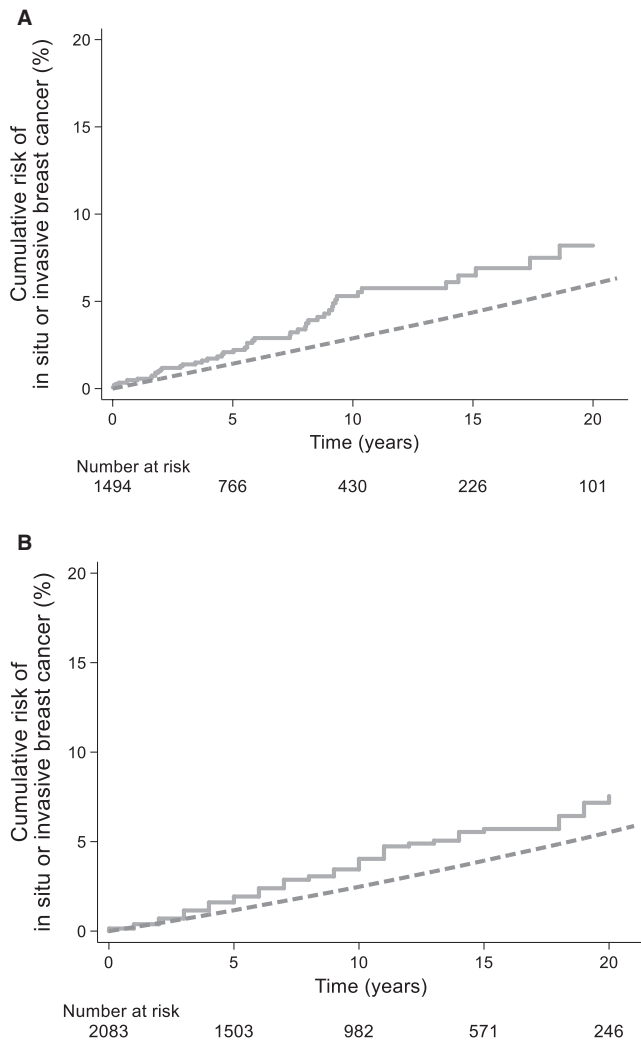 A
Cumulative risk of
in situ or invasive breast cancer (%)
20
15
10
5
0
0 5 10 15 20
Time (years)
Number at risk
1494 766 430 226 101
B
Cumulative risk of
in situ or invasive breast cancer (%)
20
15
10
5
0
0 5 10 15 20
Time (years)
Number at risk
2083 1503 982 571 246